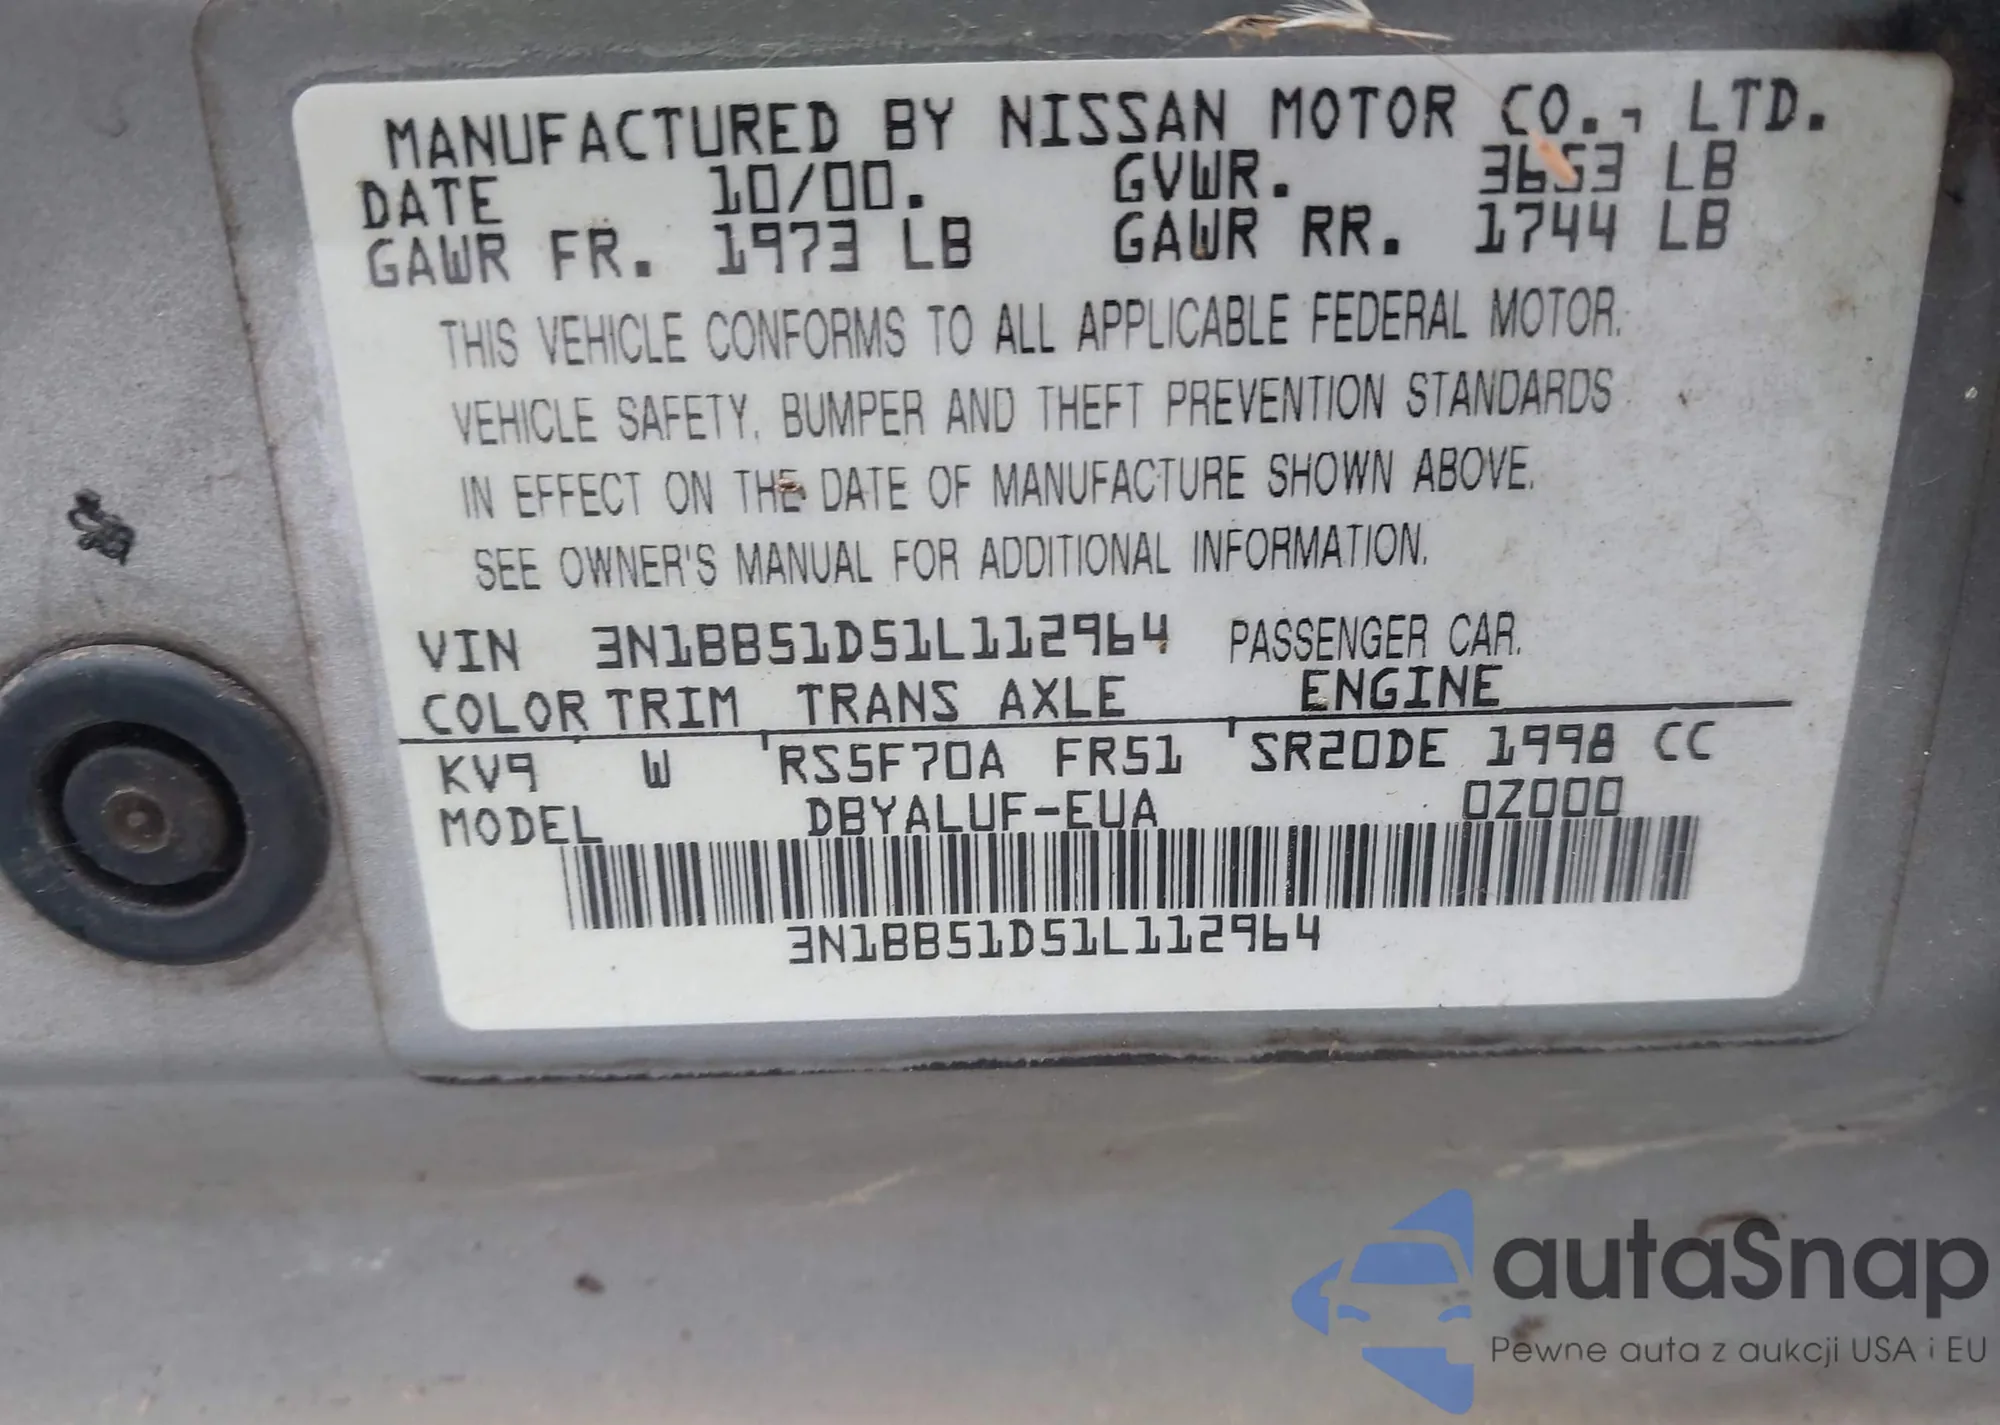 MANUFACTURED BY NISSAN MOTOR CO., LTD.
DATE 10/00. GVWR. 3653 LB
GAWR FR. 1973 LB GAWR RR. 1744 LB
THIS VEHICLE CONFORMS TO ALL APPLICABLE FEDERAL MOTOR.
VEHICLE SAFETY, BUMPER AND THEFT PREVENTION STANDARDS
IN EFFECT ON THE DATE OF MANUFACTURE SHOWN ABOVE.
SEE OWNER'S MANUAL FOR ADDITIONAL INFORMATION.
VIN 3N1BB51D51L112964 PASSENGER CAR.
COLOR TRIM TRANS AXLE ENGINE
KV9 W RS5F70A FR51 SR20DE 1998 CC
MODEL DBYALUF-EUA 0Z000
3N1BB51D51L112964
autaSnap
Pewne auta z aukcji USA i EU